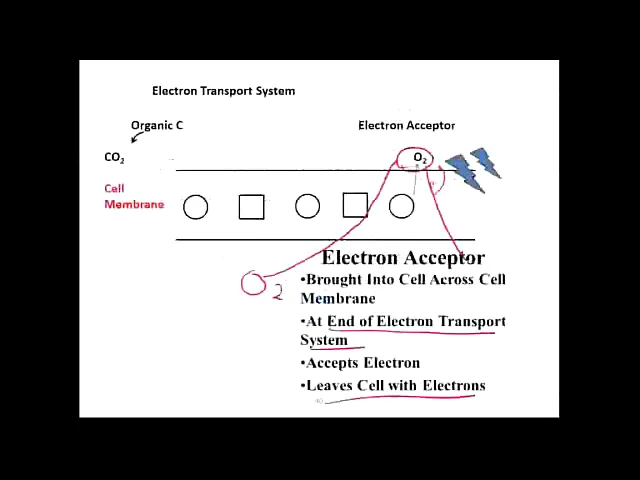 Electron Transport System
Organic C
Electron Acceptor
CO₂
O₂
Cell
Membrane
Electron Acceptor
•Brought Into Cell Across Cell
Membrane
O2
•At End of Electron Transport
System
•Accepts Electron
•Leaves Cell with Electrons